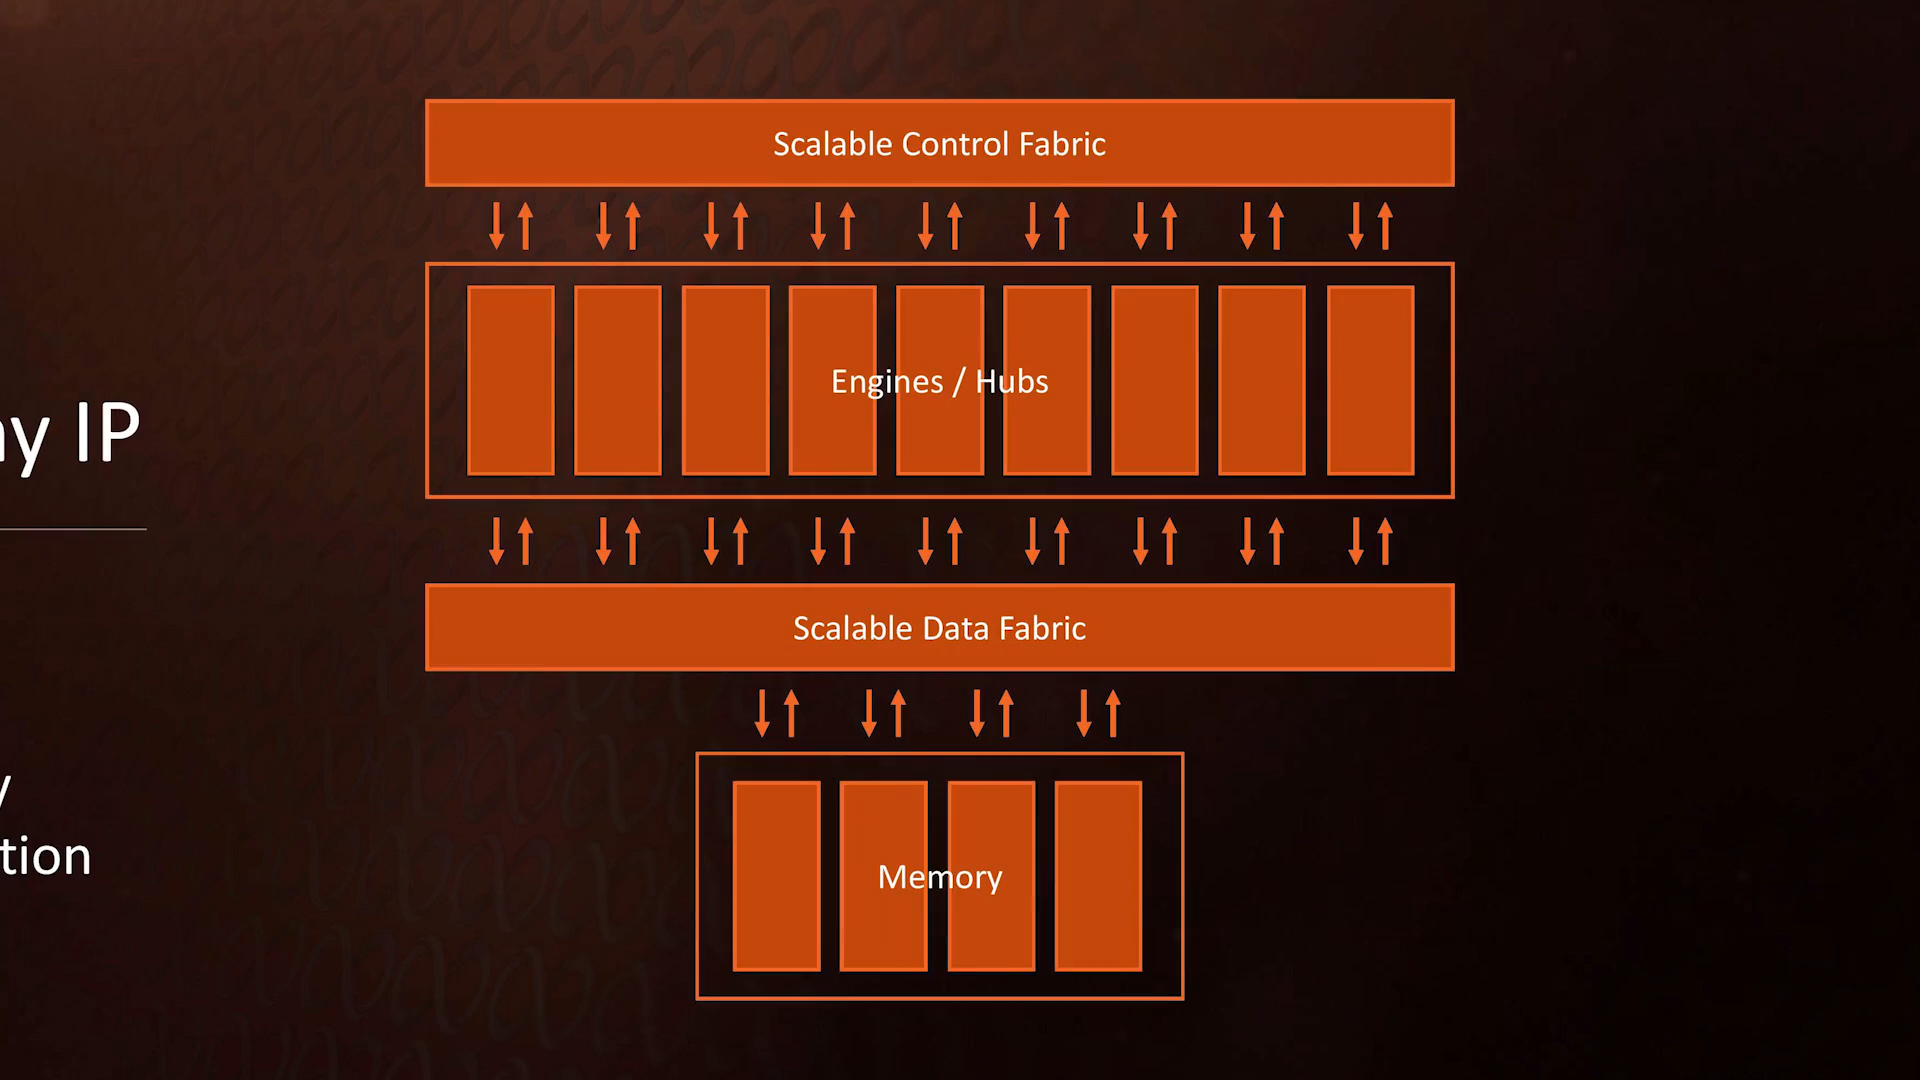 Scalable Control Fabric
Engines / Hubs
IP
Scalable Data Fabric
tion
Memory